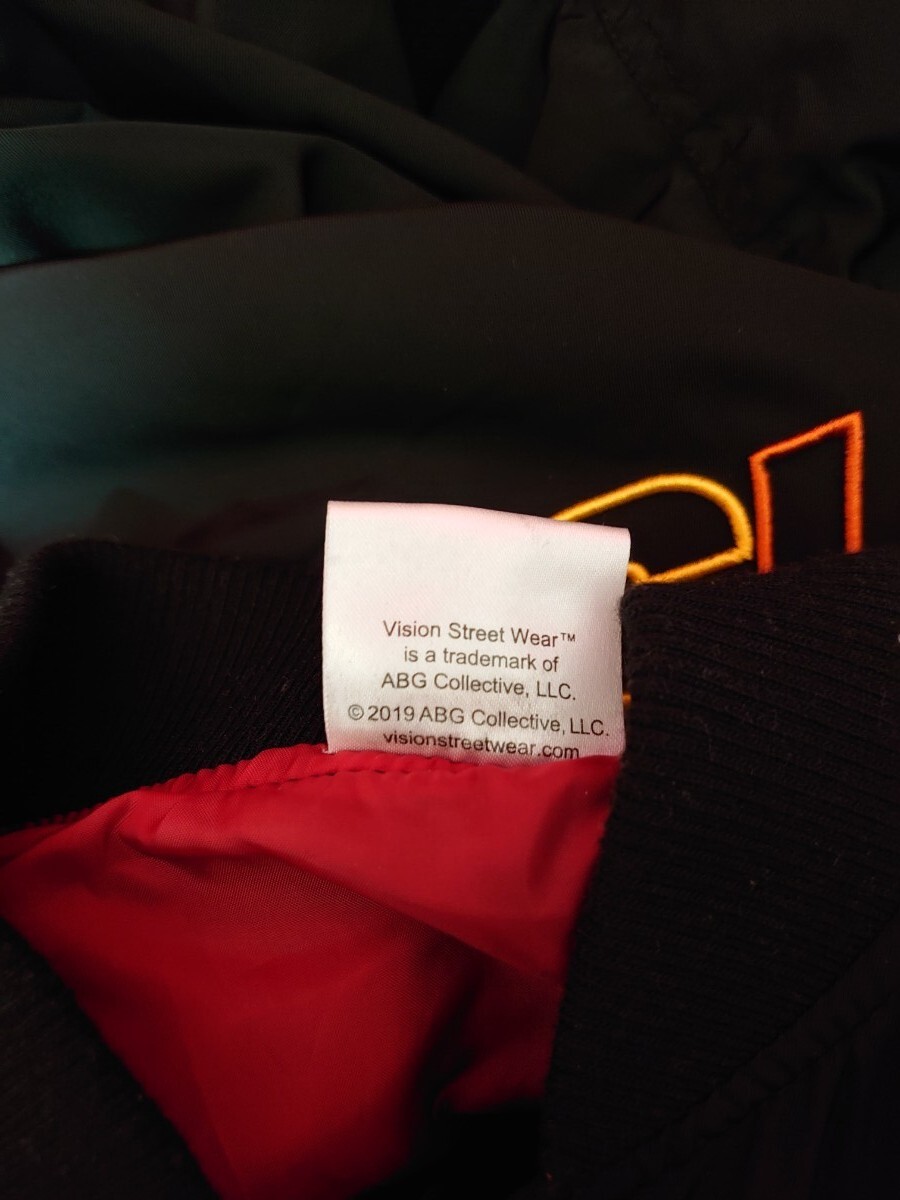 Vision Street Wear™
is a trademark of
ABG Collective, LLC.
©2019 ABG Collective, LLC.
visionstreetwear.com